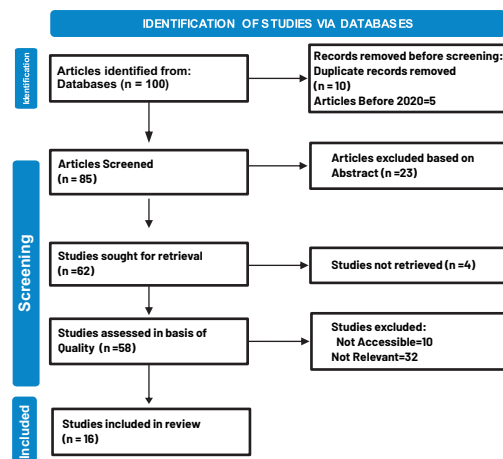 IDENTIFICATION OF STUDIES VIA DATABASES
Identification
Articles identified from:
Databases (n = 100)
Records removed before screening:
Duplicate records removed
(n = 10)
Articles Before 2020=5
Screening
Articles Screened
(n = 85)
Articles excluded based on
Abstract (n =23)
Studies sought for retrieval
(n =62)
Studies not retrieved (n =4)
Studies assessed in basis of
Quality (n =58)
Studies excluded:
Not Accessible=10
Not Relevant=32
Included
Studies included in review
(n = 16)